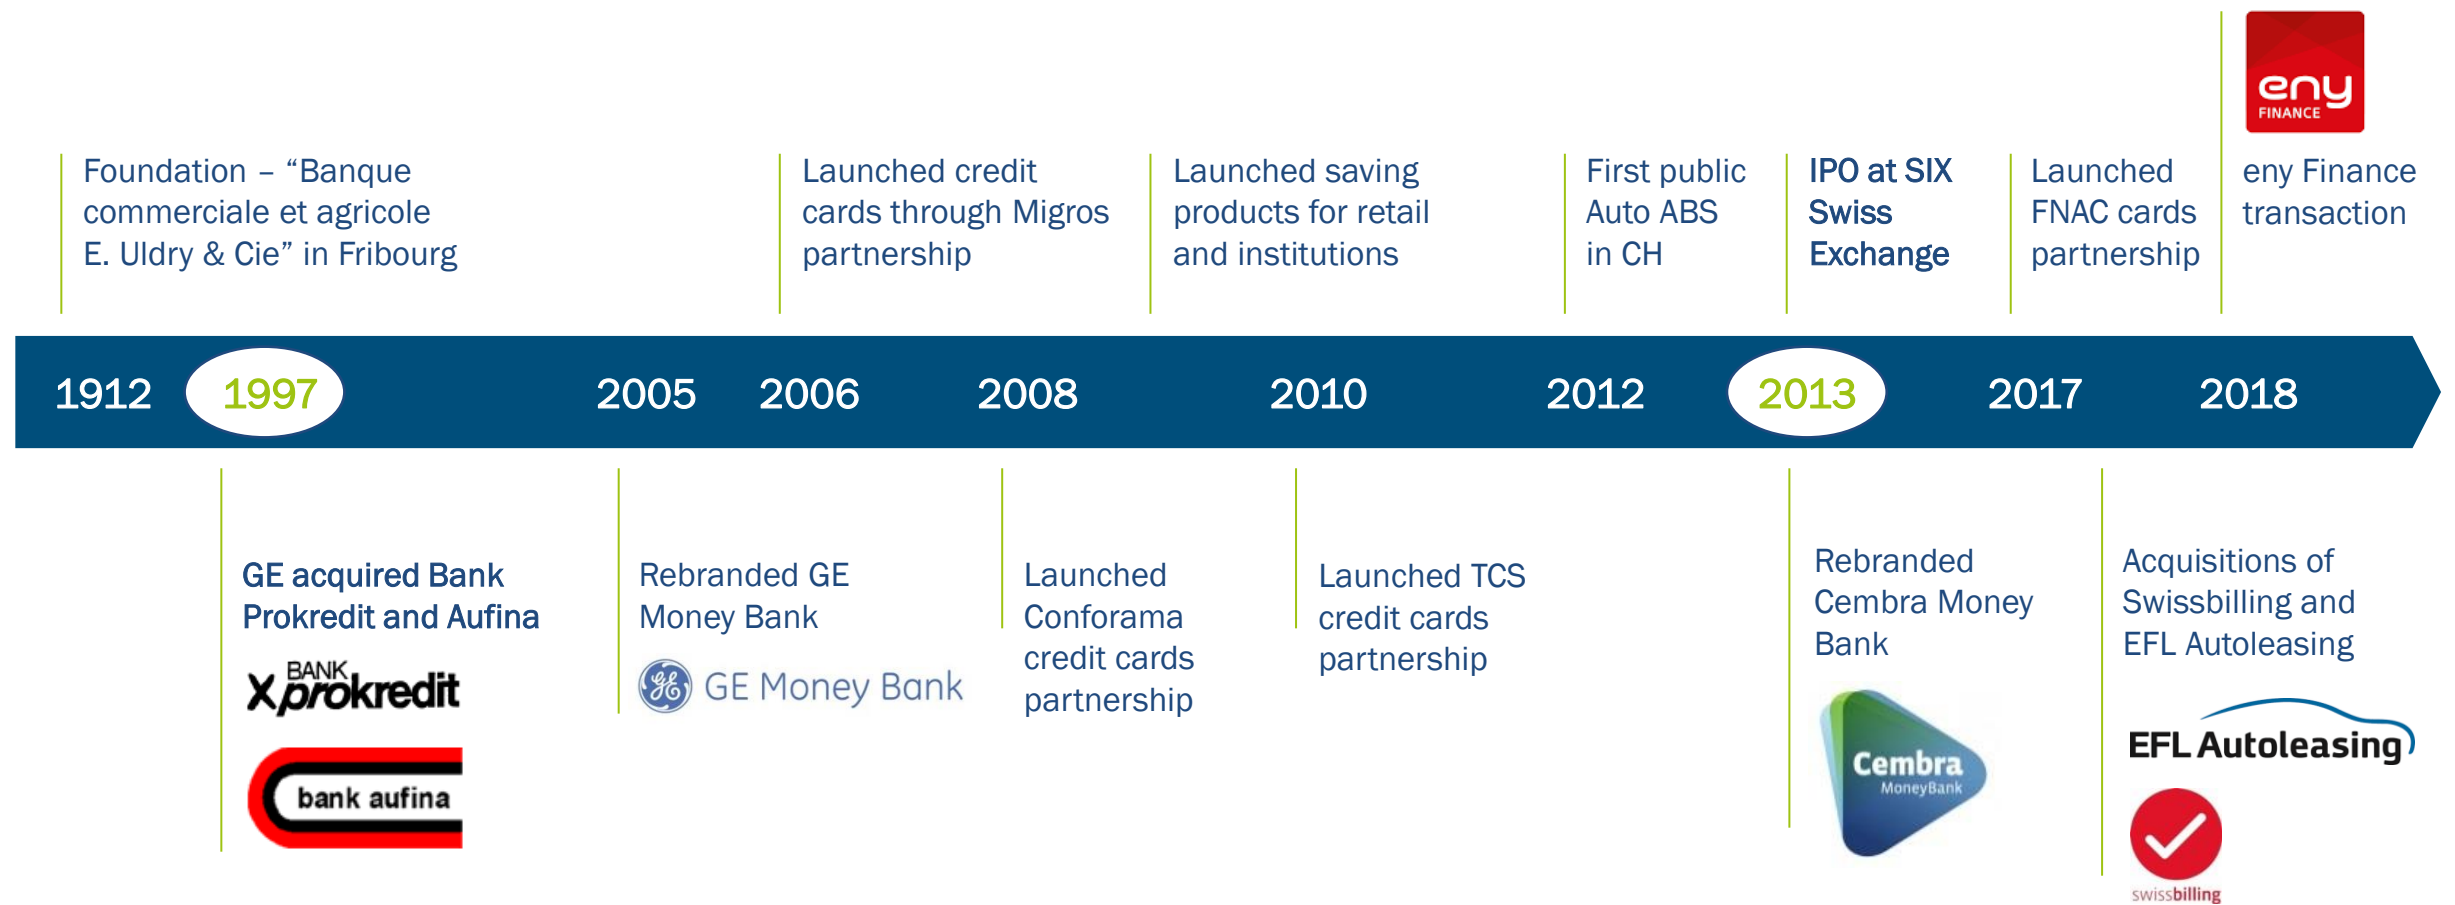 eny
FINANCE
Foundation – “Banque
commerciale et agricole
E. Uldry & Cie” in Fribourg
Launched credit
cards through Migros
partnership
Launched saving
products for retail
and institutions
First public
Auto ABS
in CH
IPO at SIX
Swiss
Exchange
Launched
FNAC cards
partnership
eny Finance
transaction
1912
1997
2005
2006
2008
2010
2012
2013
2017
2018
GE acquired Bank
Prokredit and Aufina
BANK
prokredit
bank aufina
Rebranded GE
Money Bank
GE Money Bank
Launched
Conforama
credit cards
partnership
Launched TCS
credit cards
partnership
Rebranded
Cembra Money
Bank
Cembra
MoneyBank
Acquisitions of
Swissbilling and
EFL Autoleasing
EFL Autoleasing
swissbilling